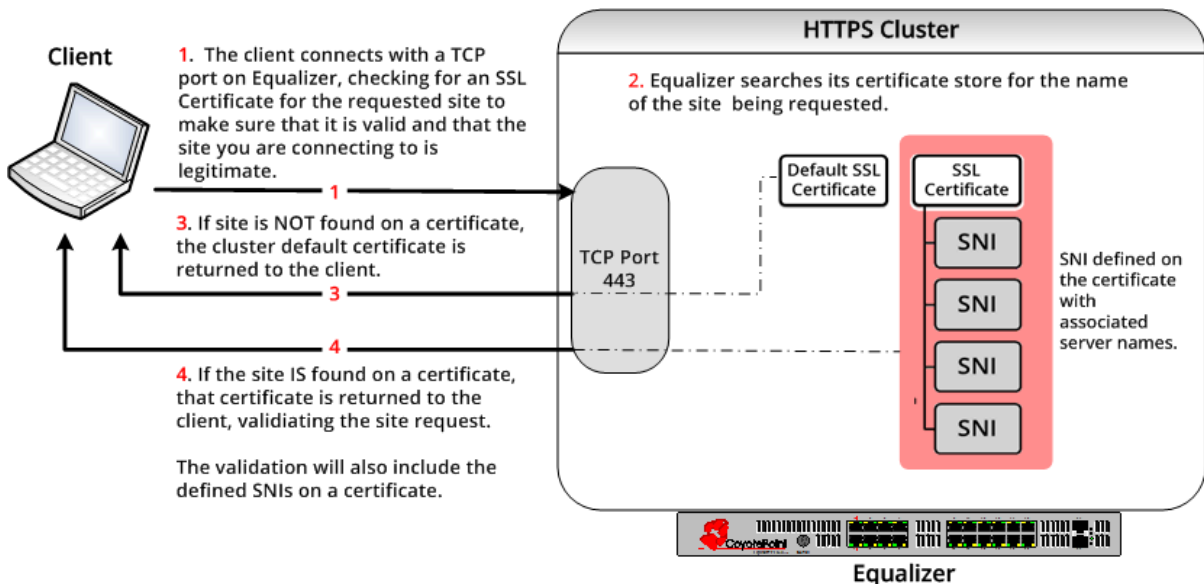 HTTPS Cluster
Client
1. The client connects with a TCP
port on Equalizer, checking for an SSL
Certificate for the requested site to
make sure that it is valid and that the
site you are connecting to is
legitimate.
2. Equalizer searches its certificate store for the name
of the site being requested.
Default SSL
Certificate
SSL
Certificate
1
3. If site is NOT found on a certificate,
the cluster default certificate is
returned to the client.
TCP Port
443
SNI
SNI
SNI
SNI
SNI defined on
the certificate
with
associated
server names.
3
4
4. If the site IS found on a certificate,
that certificate is returned to the
client, validiating the site request.
The validation will also include the
defined SNIs on a certificate.
CoyotePoint
Equalizer